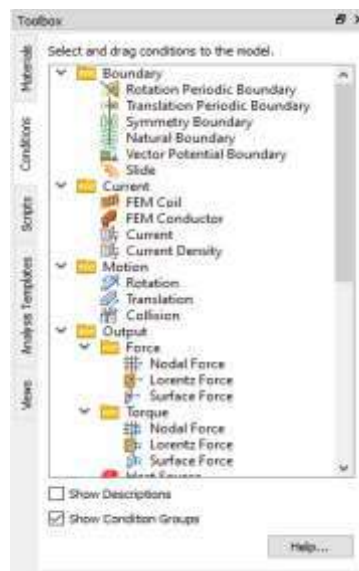 Toolbox
Select and drag conditions to the model.
Materials
Conditions
Scripts
Analysis Templates
Views
Boundary
Rotation Periodic Boundary
Translation Periodic Boundary
Symmetry Boundary
Natural Boundary
Vector Potential Boundary
Slide
Current
FEM Coil
FEM Conductor
Current
Current Density
Motion
Rotation
Translation
Collision
Output
Force
Nodal Force
Lorentz Force
Surface Force
Torque
Nodal Force
Lorentz Force
Surface Force
Heat Source
Show Descriptions
Show Condition Groups
Help...